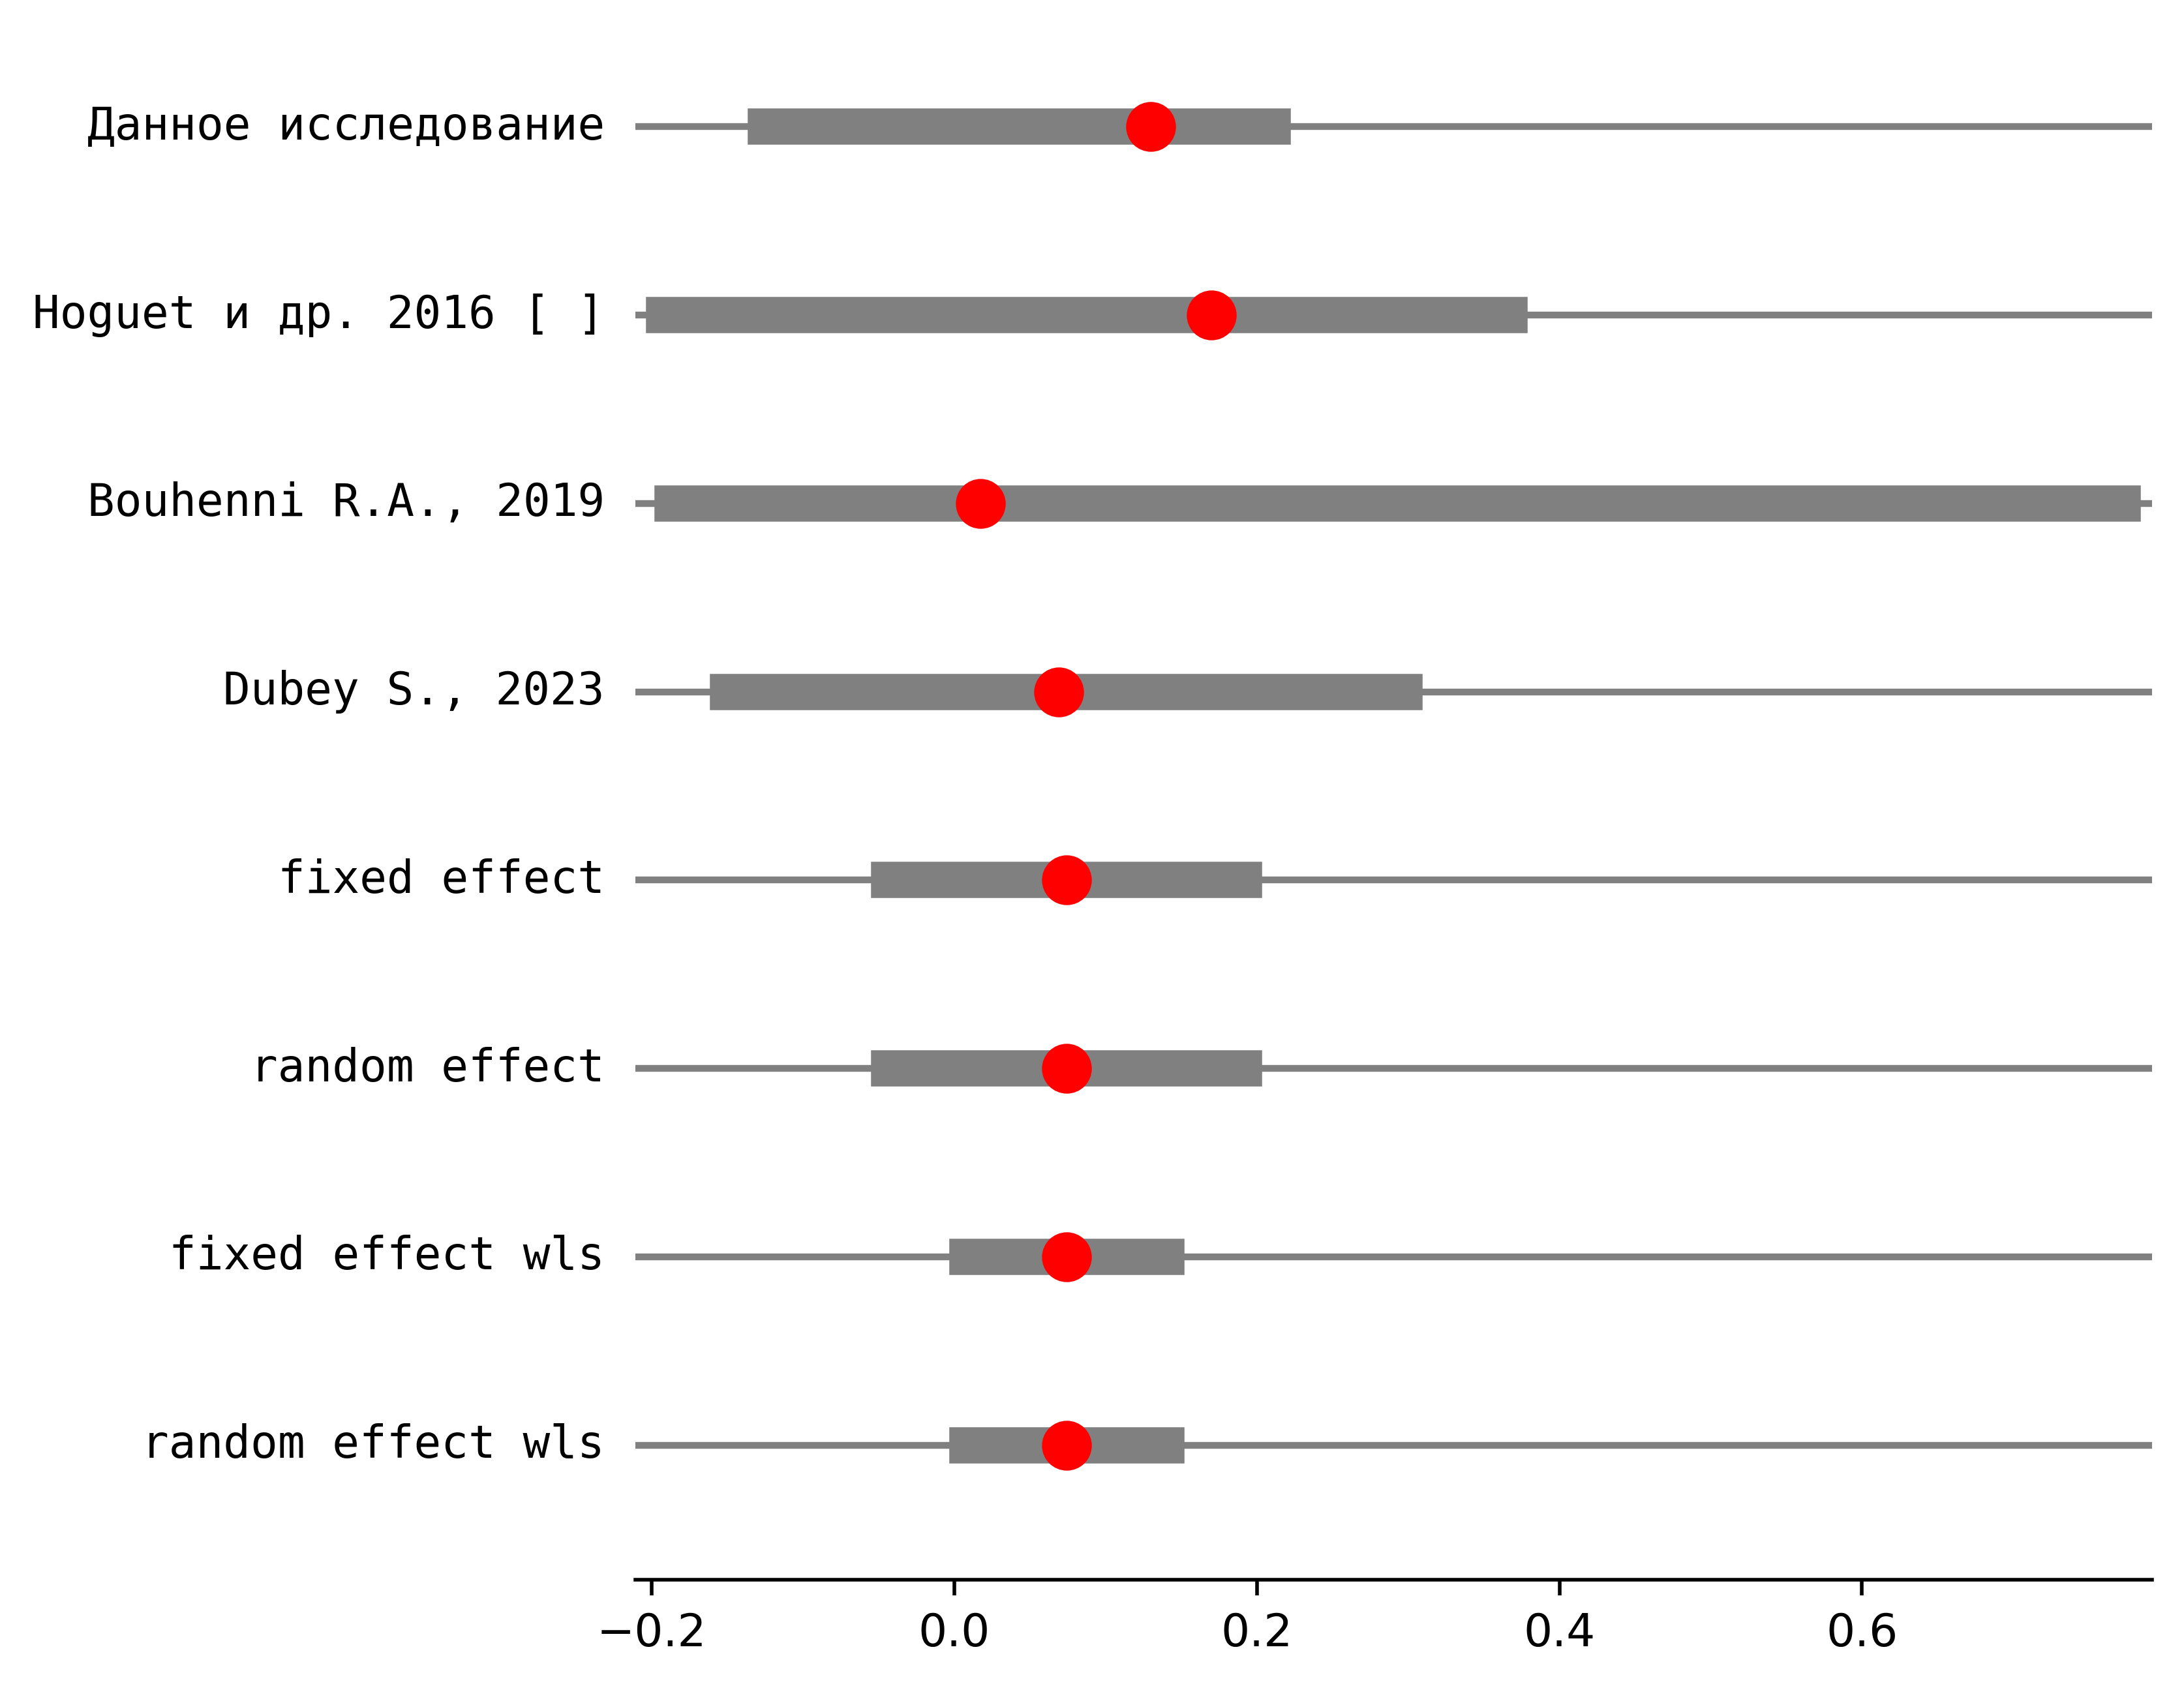 Данное исследование
Hoguet и др. 2016 [ ]
Bouhenni R.A., 2019
Dubey S., 2023
fixed effect
random effect
fixed effect wls
random effect wls
−0.2 0.0 0.2 0.4 0.6